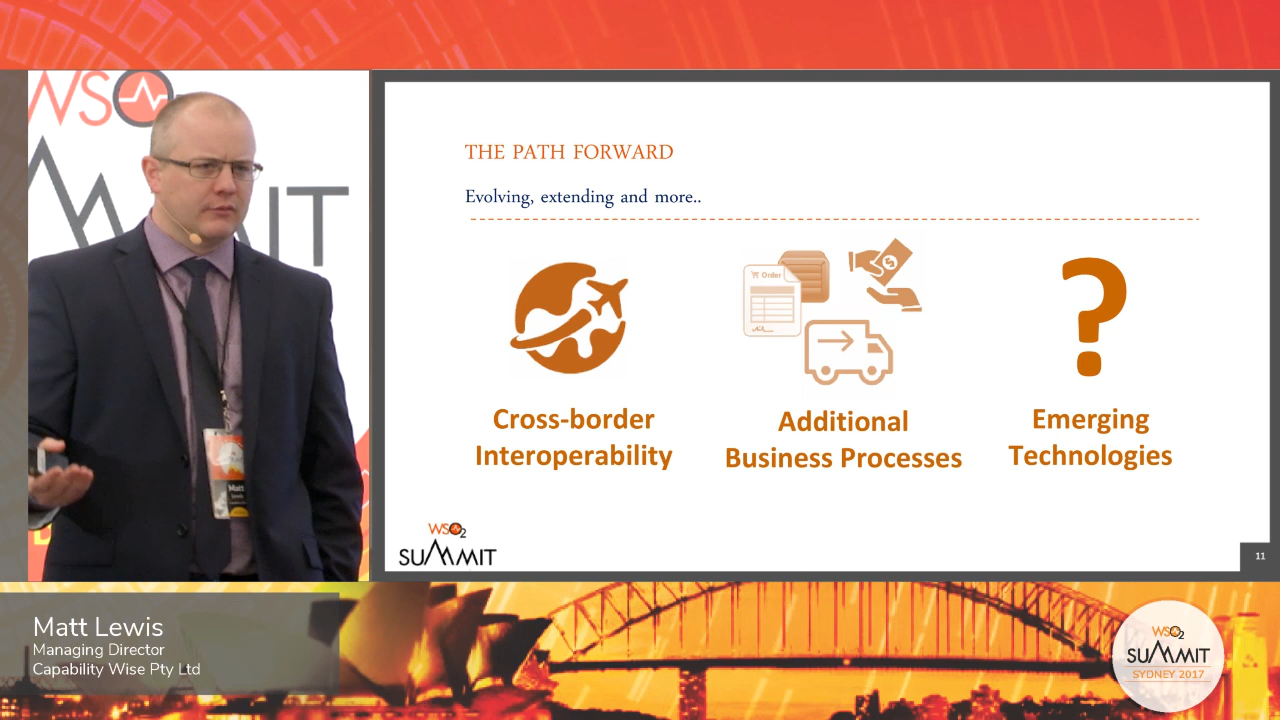 WSO2
SUMMIT
Matt
THE PATH FORWARD
Evolving, extending and more..
Order
Cross-border
Interoperability
Additional
Business Processes
Emerging
Technologies
WSO2
SUMMIT
11
Matt Lewis
Managing Director
Capability Wise Pty Ltd
WSO2
SUMMIT
SYDNEY 2017